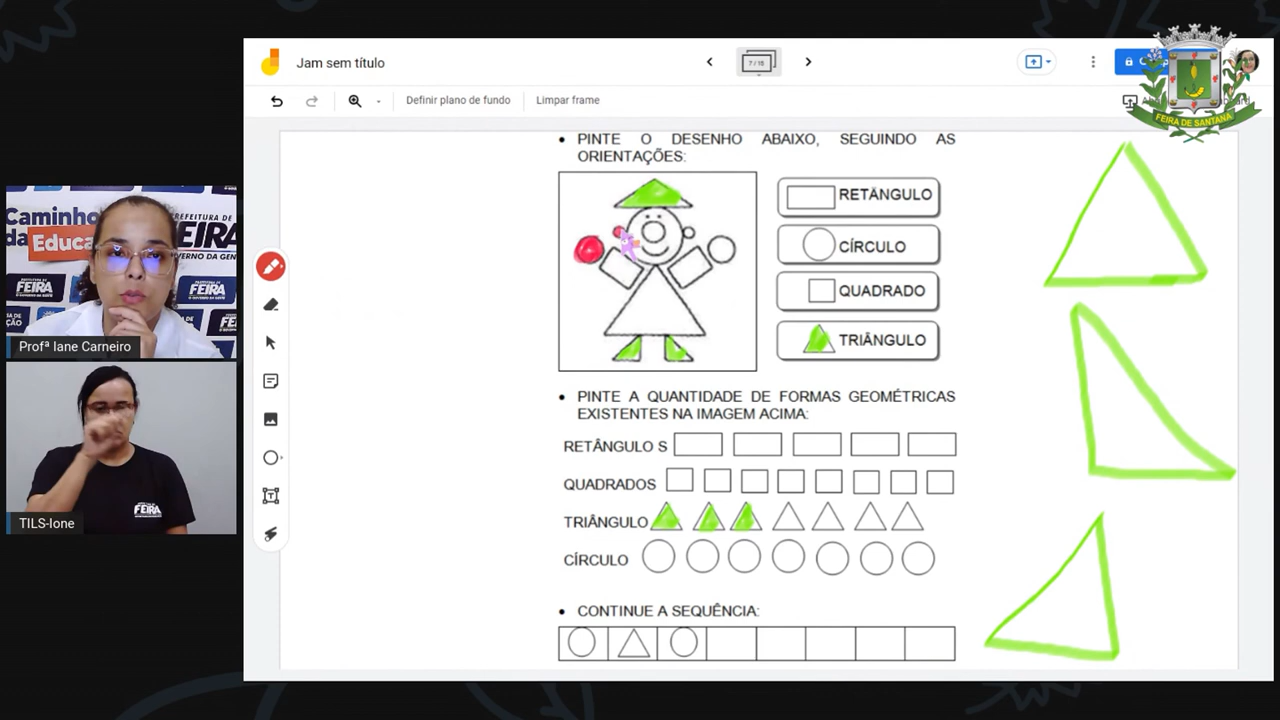 Jam sem título
7 / 15
Definir plano de fundo
Limpar frame
FEIRA DE SANTANA
PINTE O DESENHO ABAIXO, SEGUINDO AS
ORIENTAÇÕES:
RETÂNGULO
CÍRCULO
QUADRADO
TRIÂNGULO
PINTE A QUANTIDADE DE FORMAS GEOMÉTRICAS
EXISTENTES NA IMAGEM ACIMA:
RETÂNGULO S
QUADRADOS
TRIÂNGULO
CÍRCULO
CONTINUE A SEQUÊNCIA:
Caminho
da Educa
PREFEITURA DE
FEIRA
Profª Iane Carneiro
FEIRA
TILS-Ione